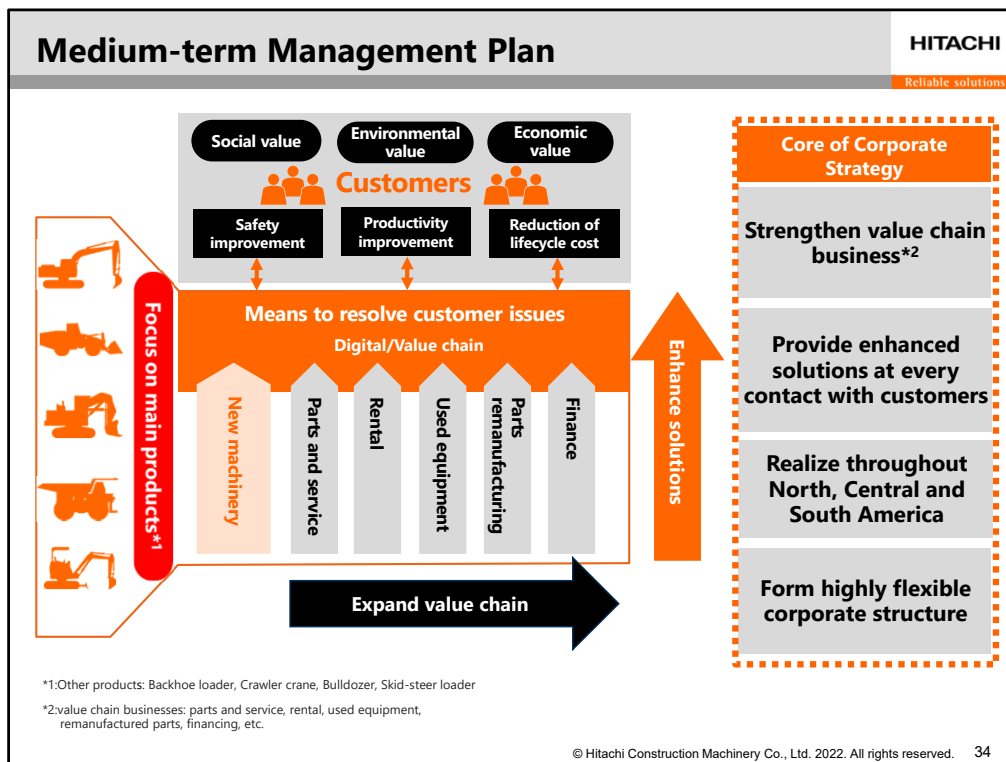 Medium-term Management Plan
HITACHI
Reliable solutions
Social value
Environmental
value
Economic
value
Customers
Safety
improvement
Productivity
improvement
Reduction of
lifecycle cost
Focus on main products*1
Means to resolve customer issues
Digital/Value chain
New machinery
Parts and service
Rental
Used equipment
Parts
remanufacturing
Finance
Enhance solutions
Expand value chain
Core of Corporate
Strategy
Strengthen value chain
business*2
Provide enhanced
solutions at every
contact with customers
Realize throughout
North, Central and
South America
Form highly flexible
corporate structure
*1:Other products: Backhoe loader, Crawler crane, Bulldozer, Skid-steer loader
*2:value chain businesses: parts and service, rental, used equipment,
remanufactured parts, financing, etc.
© Hitachi Construction Machinery Co., Ltd. 2022. All rights reserved. 34